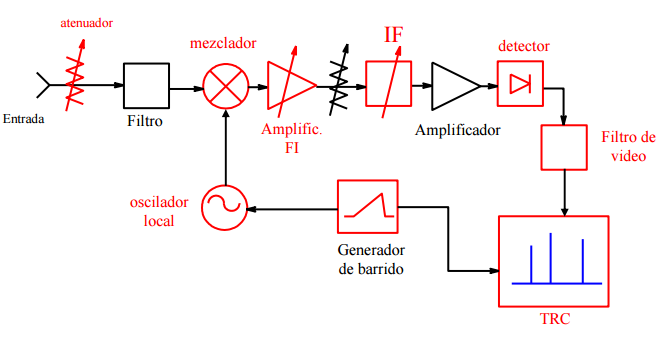 atenuador
mezclador
IF
detector
Entrada
Filtro
Amplific.
FI
Amplificador
Filtro de
video
oscilador
local
Generador
de barrido
TRC